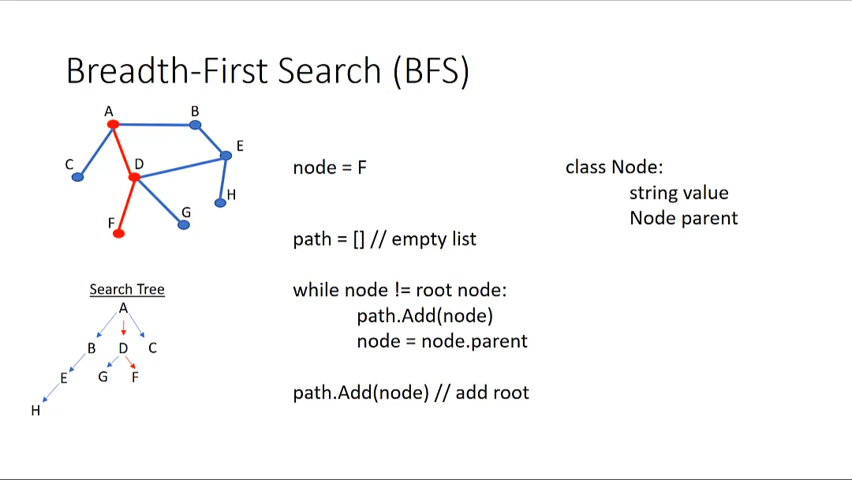 Breadth-First Search (BFS)
A
B
E
C
D
H
G
F
node = F
path = [] // empty list
while node != root node:
path.Add(node)
node = node.parent
path.Add(node) // add root
class Node:
string value
Node parent
Search Tree
A
B D C
E G F
H